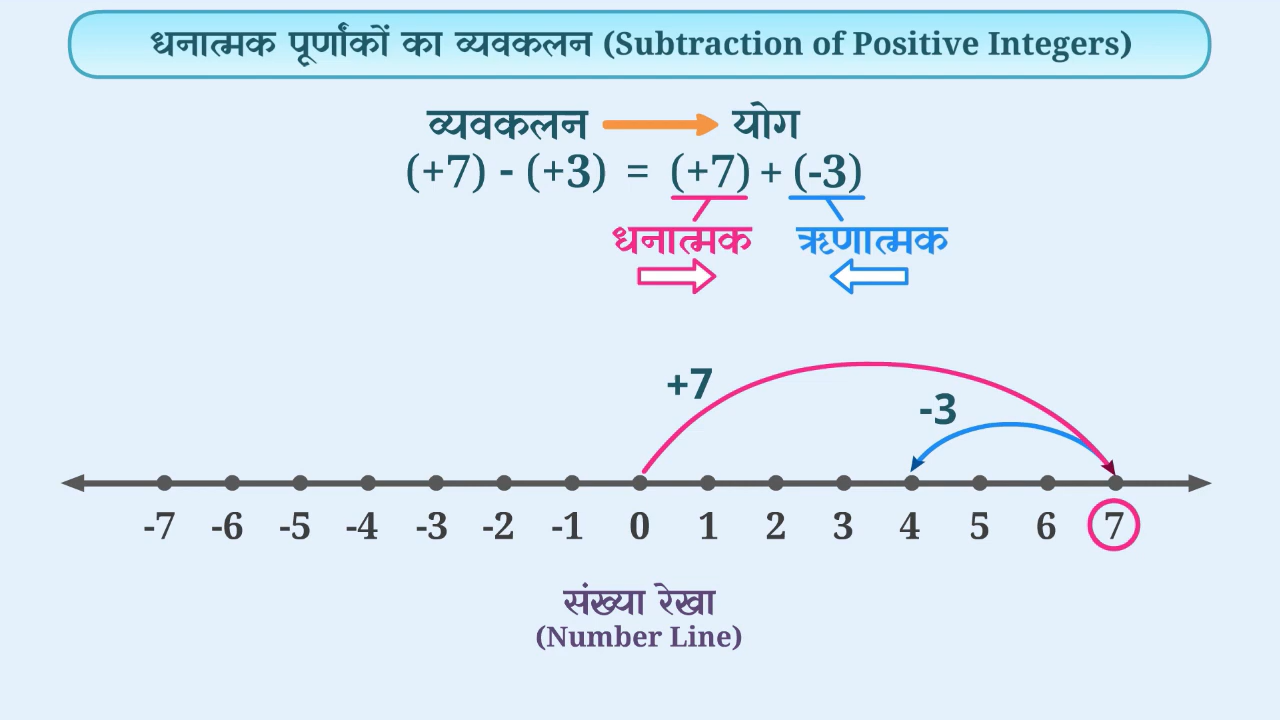 धनात्मक पूर्णांकों का व्यवकलन (Subtraction of Positive Integers)
व्यवकलन योग
(+7) - (+3) = (+7) + (-3)
धनात्मक ऋणात्मक
+7
-3
-7 -6 -5 -4 -3 -2 -1 0 1 2 3 4 5 6 7
संख्या रेखा
(Number Line)